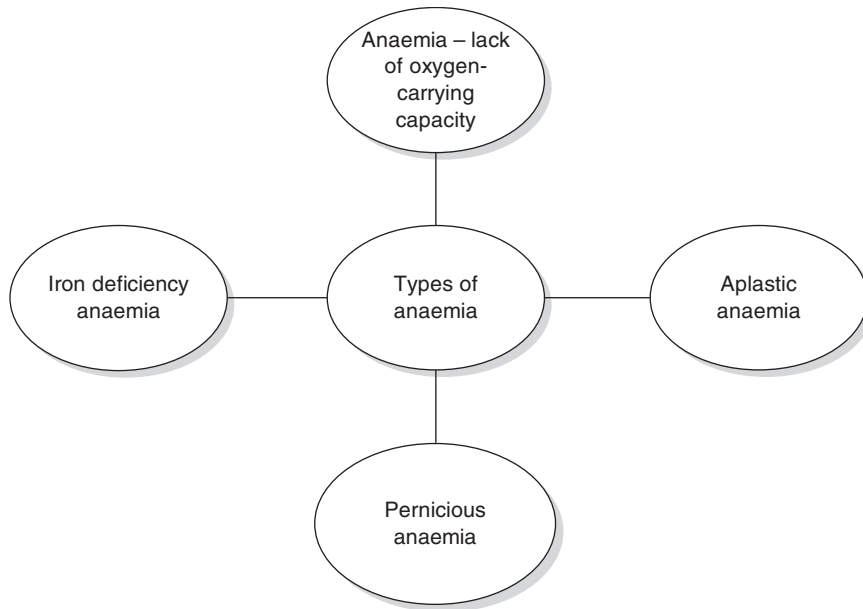 Anaemia – lack
of oxygen-
carrying
capacity
Iron deficiency
anaemia
Types of
anaemia
Aplastic
anaemia
Pernicious
anaemia